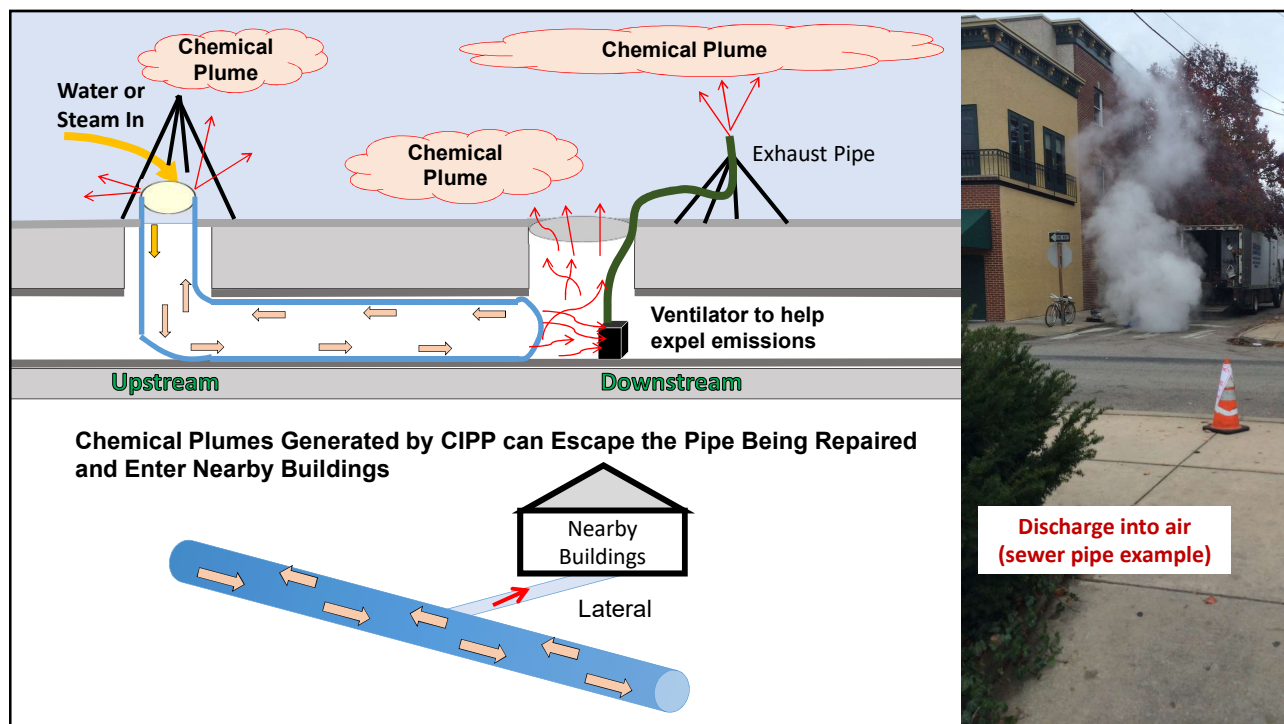 Chemical
Plume
Chemical Plume
Water or
Steam In
Chemical
Plume
Exhaust Pipe
Ventilator to help
expel emissions
Upstream
Downstream
Chemical Plumes Generated by CIPP can Escape the Pipe Being Repaired
and Enter Nearby Buildings
Nearby
Buildings
Lateral
Discharge into air
(sewer pipe example)